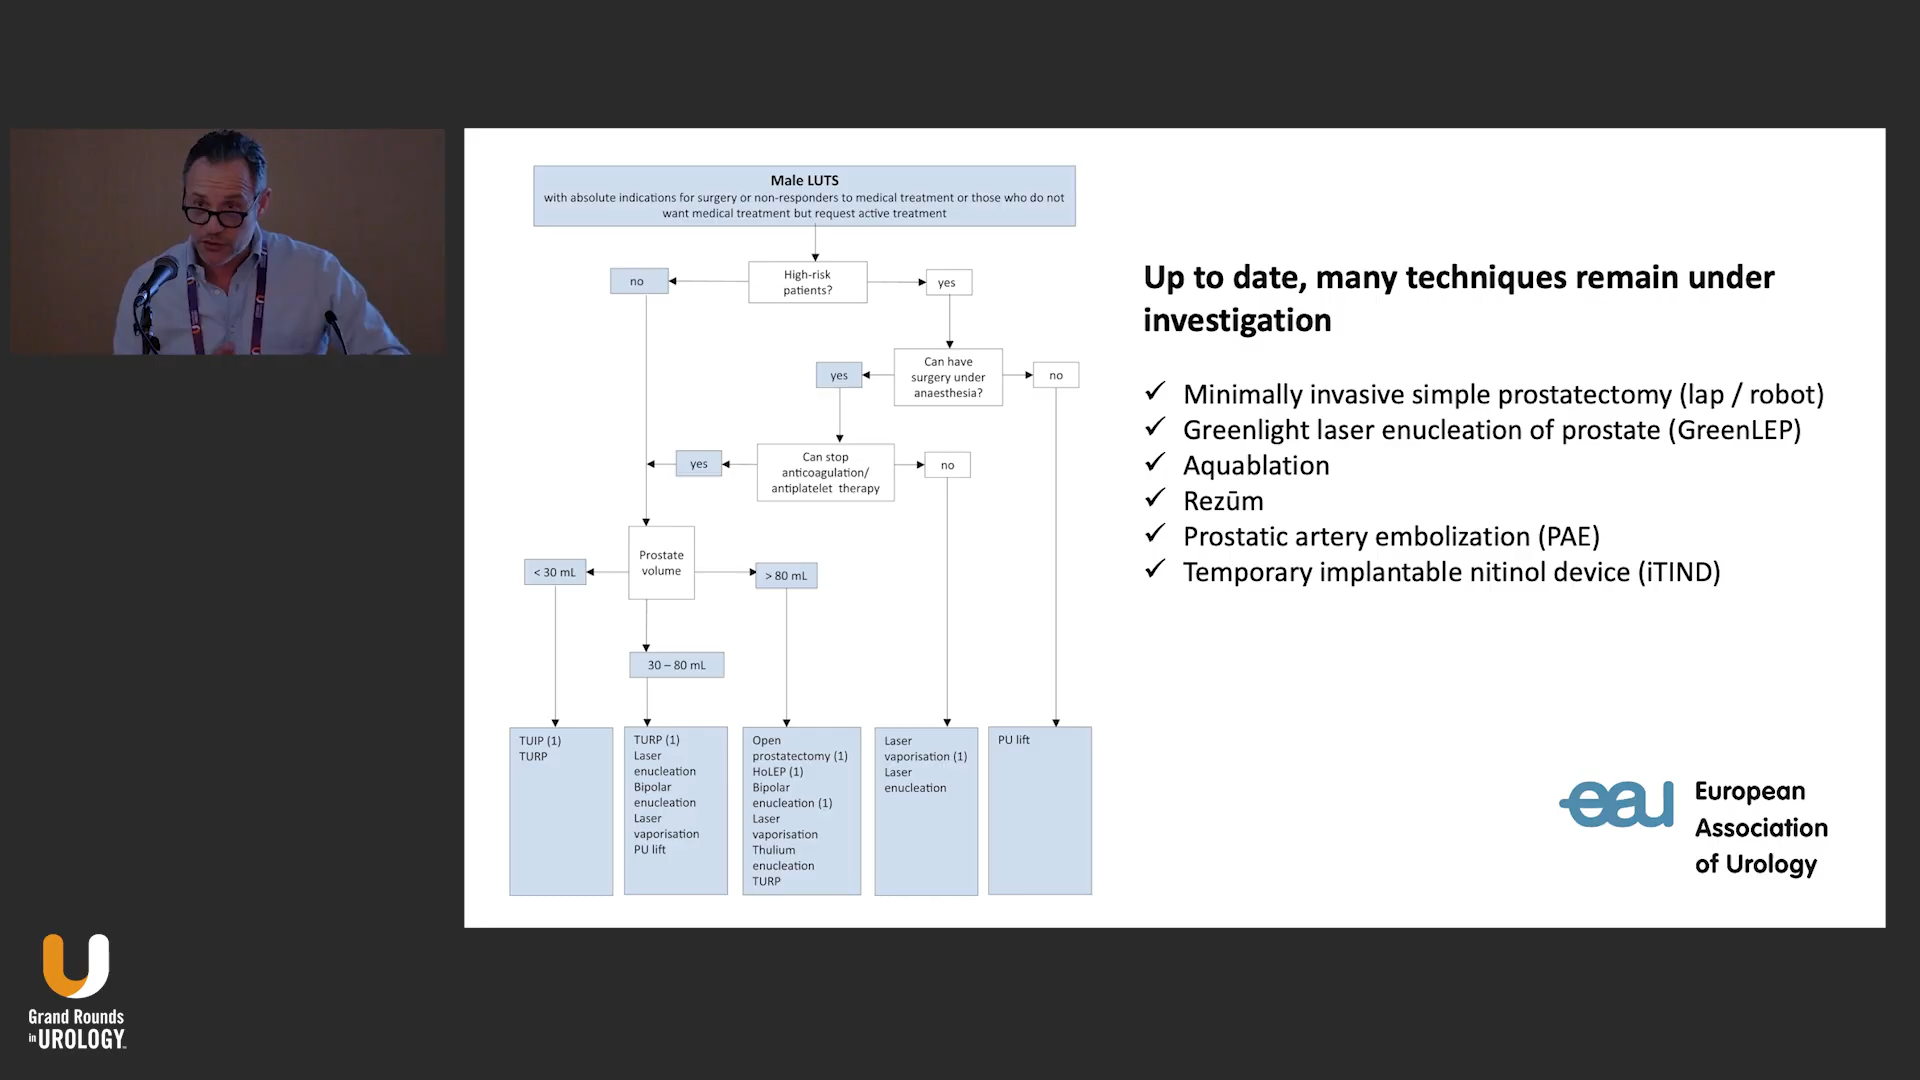 Male LUTS
with absolute indications for surgery or non-responders to medical treatment or those who do not
want medical treatment but request active treatment
no
High-risk
patients?
yes
yes
Can have
surgery under
anaesthesia?
no
yes
Can stop
anticoagulation/
antiplatelet therapy
no
Prostate
volume
< 30 mL
> 80 mL
30 – 80 mL
TUIP (1)
TURP
TURP (1)
Laser
enucleation
Bipolar
enucleation
Laser
vaporisation
PU lift
Open
prostatectomy (1)
HoLEP (1)
Bipolar
enucleation (1)
Laser
vaporisation
Thulium
enucleation
TURP
Laser
vaporisation (1)
Laser
enucleation
PU lift
Up to date, many techniques remain under
investigation
✓ Minimally invasive simple prostatectomy (lap / robot)
✓ Greenlight laser enucleation of prostate (GreenLEP)
✓ Aquablation
✓ Rezūm
✓ Prostatic artery embolization (PAE)
✓ Temporary implantable nitinol device (iTIND)
eau
European
Association
of Urology
U
Grand Rounds
in UROLOGY™